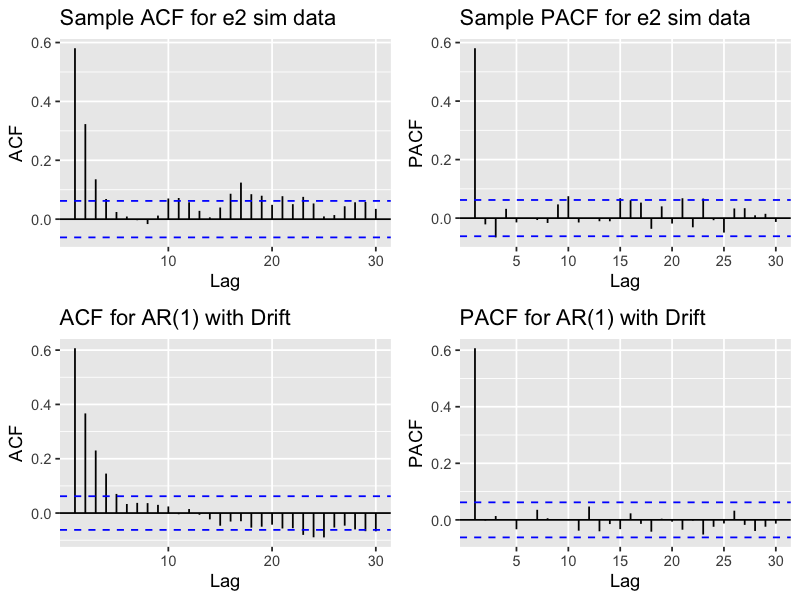 Sample ACF for e2 sim data
0.6
0.4
0.2
0.0
ACF
10
20
30
Lag
Sample PACF for e2 sim data
0.6
0.4
0.2
0.0
PACF
5
10
15
20
25
30
Lag
ACF for AR(1) with Drift
0.6
0.4
0.2
0.0
ACF
10
20
30
Lag
PACF for AR(1) with Drift
0.6
0.4
0.2
0.0
PACF
5
10
15
20
25
30
Lag